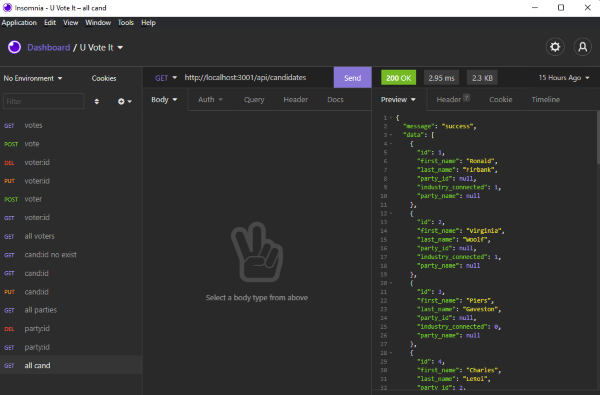 Insomnia - U Vote It – all cand
Application Edit View Window Tools Help
Dashboard / U Vote It
No Environment Cookies
GET http://localhost:3001/api/candidates Send
200 OK 2.95 ms 2.3 KB 15 Hours Ago
Filter
Body Auth Query Header Docs
Preview Header 7 Cookie Timeline
GET votes
POST vote
DEL voter:id
PUT voter:id
POST voter
GET voter:id
GET all voters
GET cand:id no exist
GET cand:id
PUT cand:id
GET all parties
DEL party:id
GET party:id
GET all cand
Select a body type from above
1 {
2 "message": "success",
3 "data": [
4 {
5 "id": 1,
6 "first_name": "Ronald",
7 "last_name": "Firbank",
8 "party_id": null,
9 "industry_connected": 1,
10 "party_name": null
11 },
12 {
13 "id": 2,
14 "first_name": "Virginia",
15 "last_name": "Woolf",
16 "party_id": null,
17 "industry_connected": 1,
18 "party_name": null
19 },
20 {
21 "id": 3,
22 "first_name": "Piers",
23 "last_name": "Gaveston",
24 "party_id": null,
25 "industry_connected": 0,
26 "party_name": null
27 },
28 {
29 "id": 4,
30 "first_name": "Charles",
31 "last_name": "LeRoi",
32 "party_id": 2,